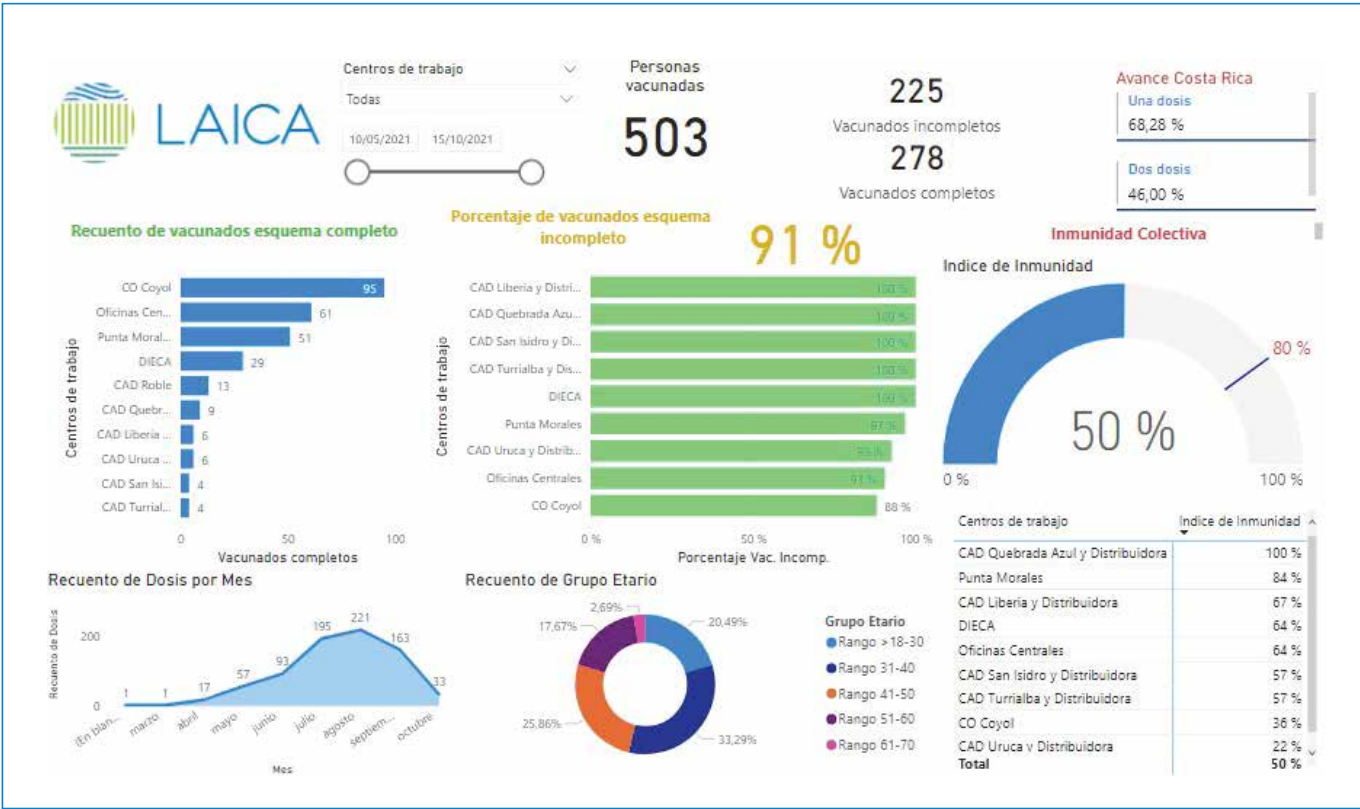 LAICA
Centros de trabajo
Todas
10/05/2021 15/10/2021
Personas
vacunadas
503
225
Vacunados incompletos
278
Vacunados completos
Avance Costa Rica
Una dosis
68,28 %
Dos dosis
46,00 %
Recuento de vacunados esquema completo
Centros de trabajo
CO Coyol 95
Oficinas Cen... 61
Punta Moral... 51
DIECA 29
CAD Roble 13
CAD Quebr... 9
CAD Liberia ... 6
CAD Uruca ... 6
CAD San Isi... 4
CAD Turrial... 4
0 50 100
Vacunados completos
Porcentaje de vacunados esquema
incompleto
91 %
Centros de trabajo
CAD Liberia y Distri... 100 %
CAD Quebrada Azu... 100 %
CAD San Isidro y Di... 100 %
CAD Turrialba y Dis... 100 %
DIECA 100 %
Punta Morales 97 %
CAD Uruca y Distrib...
Oficinas Centrales 91 %
CO Coyol 88 %
0 % 50 % 100 %
Porcentaje Vac. Incomp.
Inmunidad Colectiva
Indice de Inmunidad
80 %
50 %
0 % 100 %
Centros de trabajo Indice de Inmunidad
CAD Quebrada Azul y Distribuidora 100 %
Punta Morales 84 %
CAD Liberia y Distribuidora 67 %
DIECA 64 %
Oficinas Centrales 64 %
CAD San Isidro y Distribuidora 57 %
CAD Turrialba y Distribuidora 57 %
CO Coyol 36 %
CAD Uruca y Distribuidora 22 %
Total 50 %
Recuento de Dosis por Mes
Recuento de Dosis
200
0
1 1 17 57 93 195 221 163 33
(En blan... marzo abril mayo junio julio agosto septiem... octubre
Mes
Recuento de Grupo Etario
2,69%
20,49%
17,67%
25,86%
33,29%
Grupo Etario
Rango >18-30
Rango 31-40
Rango 41-50
Rango 51-60
Rango 61-70